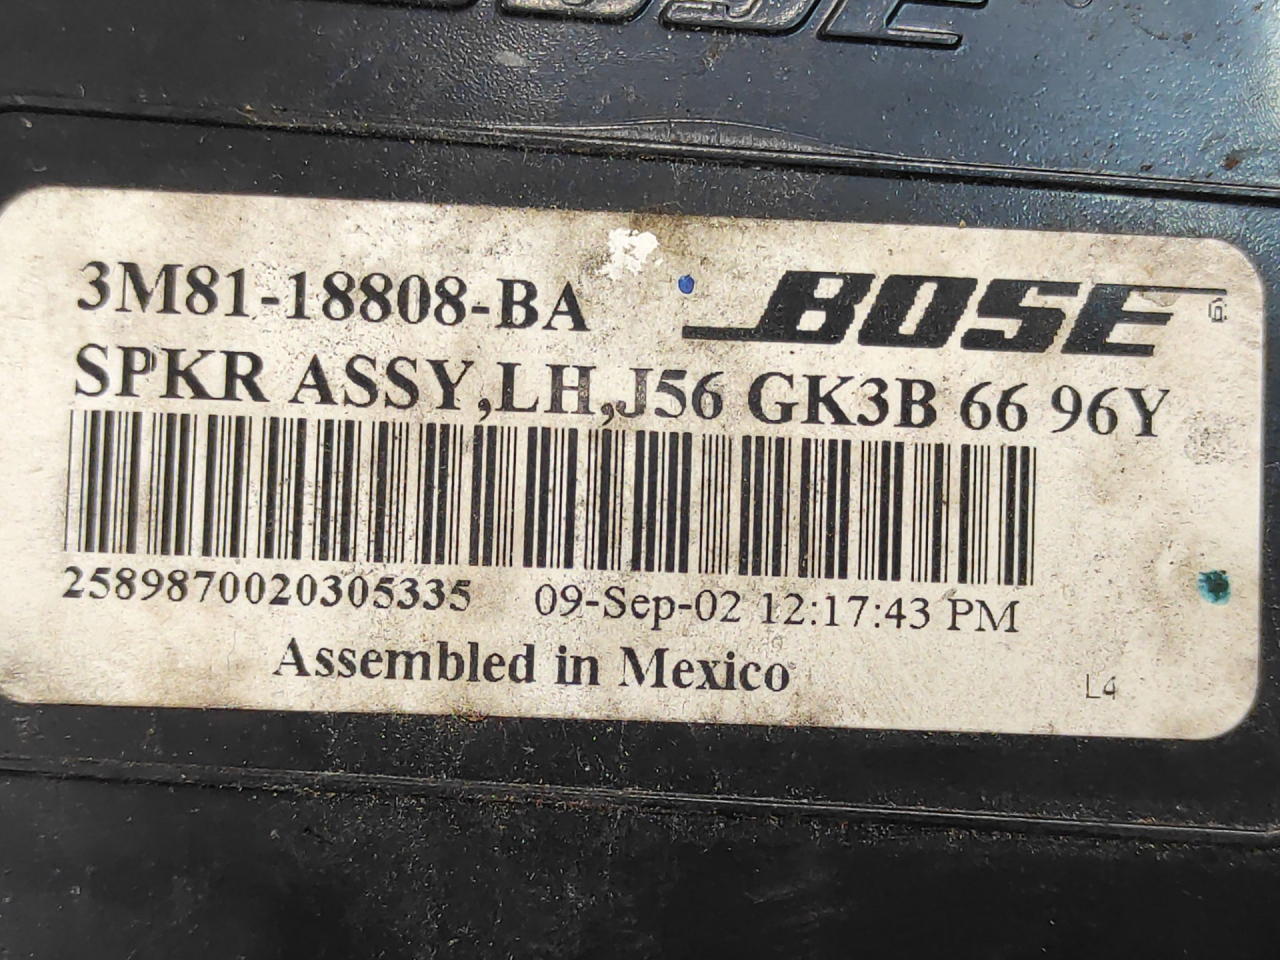 BOSE
3M81-18808-BA BOSE
SPKR ASSY,LH,J56 GK3B 66 96Y
2589870020305335 09-Sep-02 12:17:43 PM
Assembled in Mexico
L4